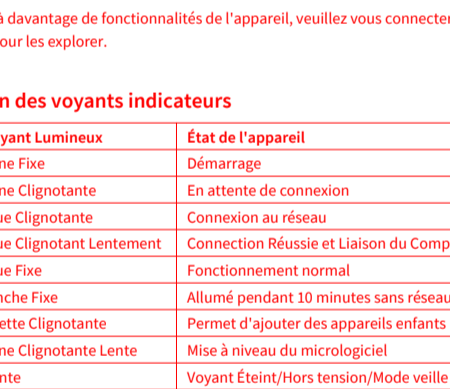 à davantage de fonctionnalités de l'appareil, veuillez vous connecter
our les explorer.
n des voyants indicateurs
yant Lumineux État de l'appareil
ne Fixe Démarrage
ne Clignotante En attente de connexion
ue Clignotante Connexion au réseau
ue Clignotant Lentement Connection Réussie et Liaison du Comp
ue Fixe Fonctionnement normal
nche Fixe Allumé pendant 10 minutes sans réseau
ette Clignotante Permet d'ajouter des appareils enfants
ne Clignotante Lente Mise à niveau du micrologiciel
nte Voyant Éteint/Hors tension/Mode veille